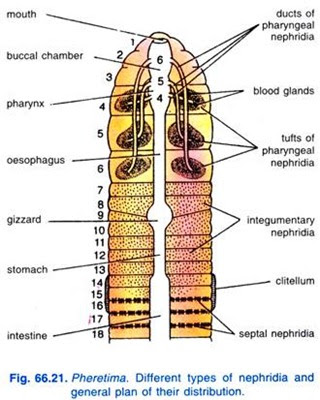 mouth
buccal chamber
pharynx
oesophagus
gizzard
stomach
intestine
1
2
3
4
5
6
7
8
9
10
11
12
13
14
15
16
17
18
6
5
4
ducts of
pharyngeal
nephridia
blood glands
tufts of
pharyngeal
nephridia
integumentary
nephridia
clitellum
septal nephridia
Fig. 66.21. Pheretima. Different types of nephridia and
general plan of their distribution.